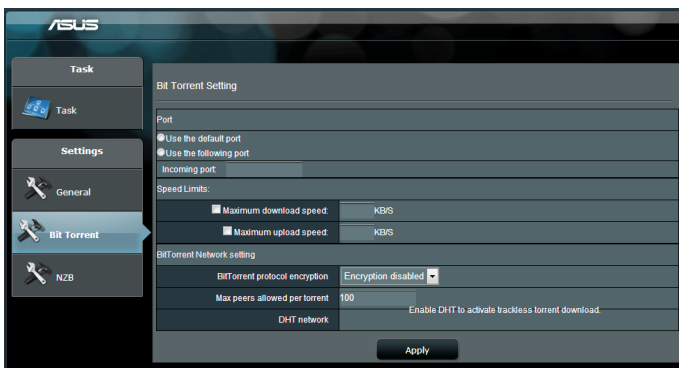 ASUS
Task
Task
Settings
General
Bit Torrent
NZB
Bit Torrent Setting
Port
Use the default port
Use the following port
Incoming port:
Speed Limits:
Maximum download speed: KB/S
Maximum upload speed: KB/S
BitTorrent Network setting
BitTorrent protocol encryption Encryption disabled
Max peers allowed per torrent 100
DHT network Enable DHT to activate trackless torrent download.
Apply